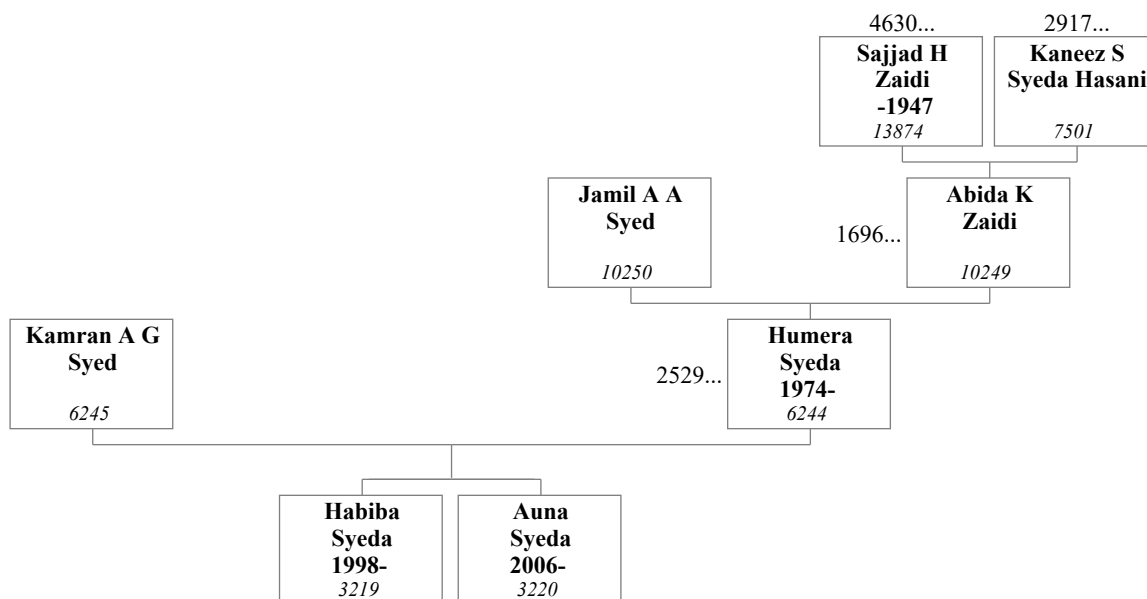 4630...
Sajjad H
Zaidi
-1947
13874
2917...
Kaneez S
Syeda Hasani
7501
Jamil A A
Syed
10250
1696...
Abida K
Zaidi
10249
Kamran A G
Syed
6245
2529...
Humera
Syeda
1974-
6244
Habiba
Syeda
1998-
3219
Auna
Syeda
2006-
3220